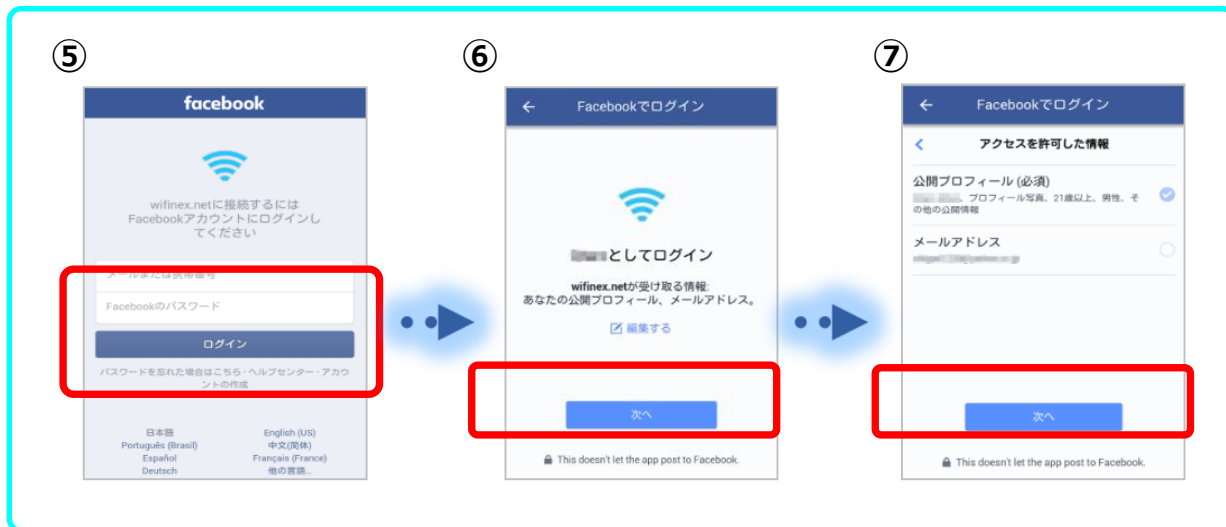 ⑤
facebook
wifinex.netに接続するには
Facebookアカウントにログインし
てください
メールまたは携帯番号
Facebookのパスワード
ログイン
パスワードを忘れた場合はこちら・ヘルプセンター・アカウ
ントの作成
日本語
English (US)
Português (Brasil)
中文(简体)
Español
Français (France)
Deutsch
他の言語...
⑥
Facebookでログイン
としてログイン
wifinex.netが受け取る情報:
あなたの公開プロフィール、メールアドレス。
編集する
次へ
This doesn't let the app post to Facebook.
⑦
Facebookでログイン
アクセスを許可した情報
公開プロフィール (必須)
、プロフィール写真、21歳以上、男性、そ
の他の公開情報
メールアドレス
次へ
This doesn't let the app post to Facebook.